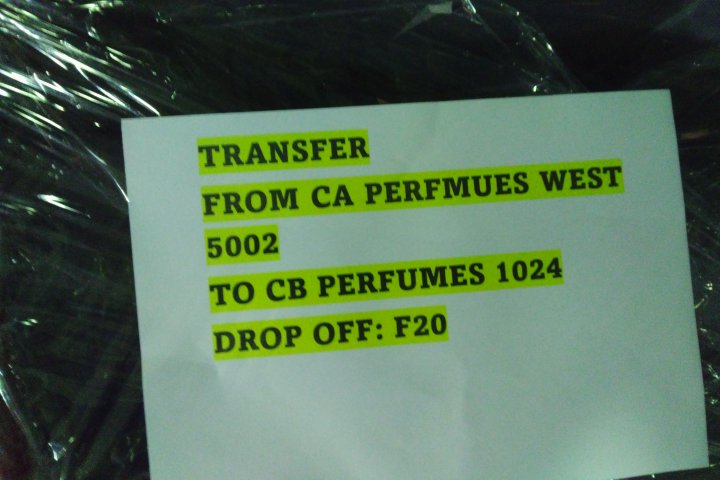 TRANSFER
FROM CA PERFMUES WEST
5002
TO CB PERFUMES 1024
DROP OFF: F20